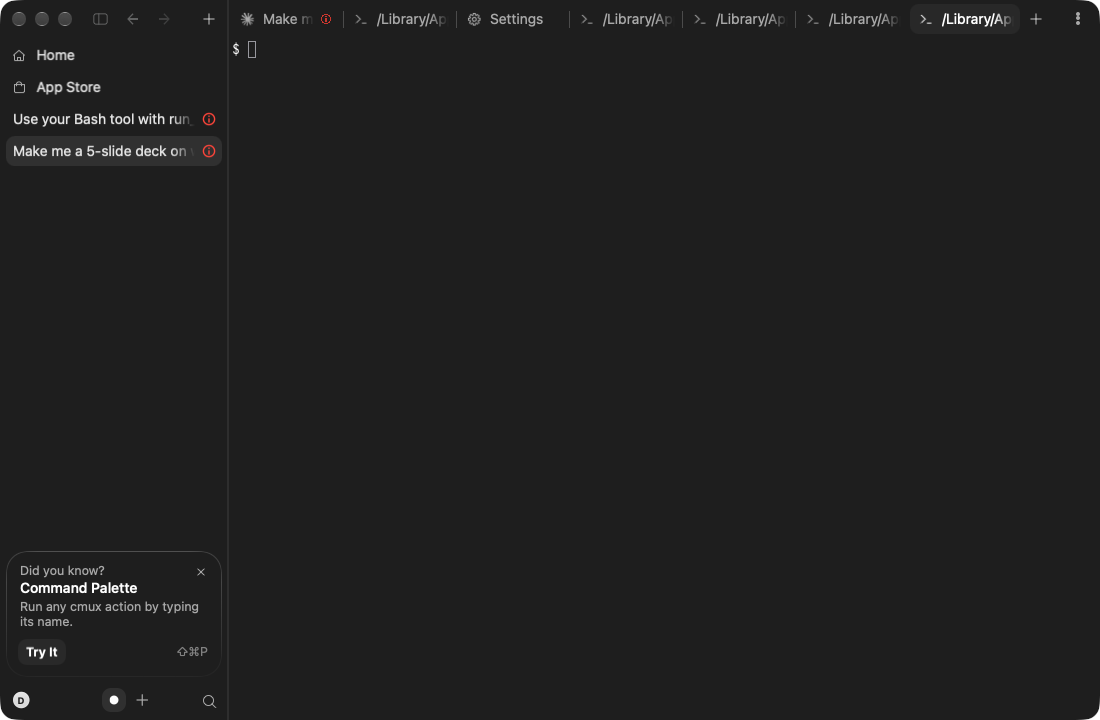 Make m
/Library/Ap
Settings
/Library/Ap
/Library/Ap
/Library/Ap
/Library/Ap
Home
App Store
Use your Bash tool with run_
Make me a 5-slide deck on
$
Did you know?
Command Palette
Run any cmux action by typing
its name.
Try It
⇧⌘P
D